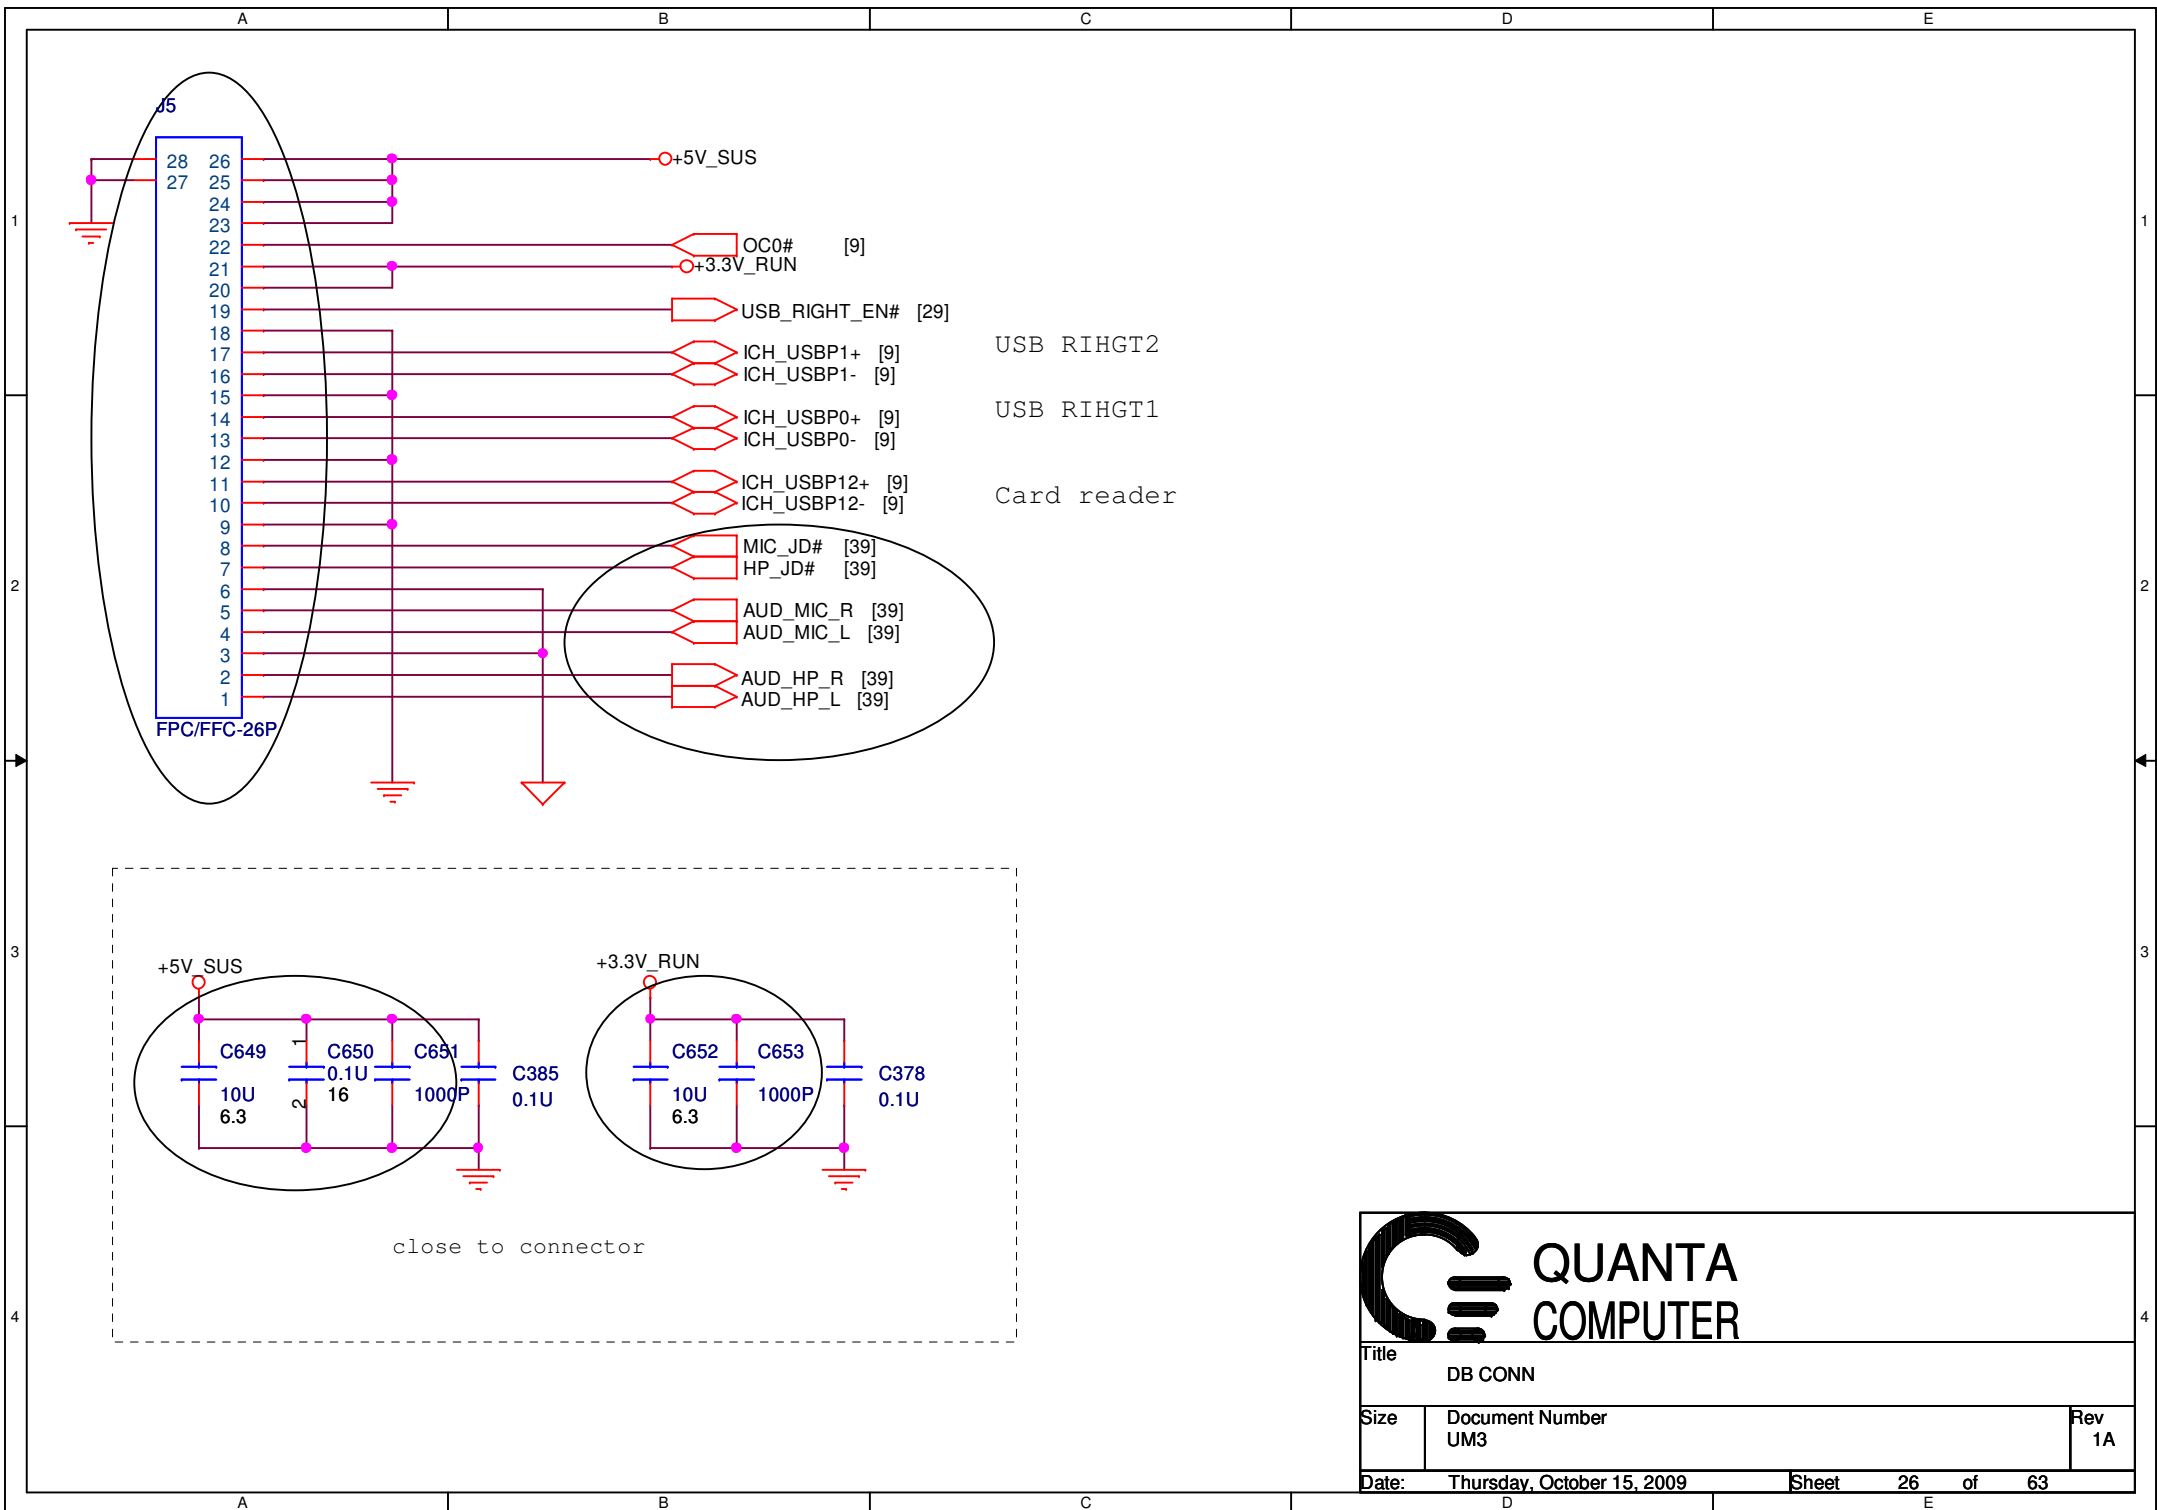 A B C D E
J5
28 26 +5V_SUS
27 25
24
23
1 1
22 OC0# [9]
21 +3.3V_RUN
20
19 USB_RIGHT_EN# [29]
18
17 ICH_USBP1+ [9] USB RIHGT2
16 ICH_USBP1- [9]
15
14 ICH_USBP0+ [9] USB RIHGT1
13 ICH_USBP0- [9]
12
11 ICH_USBP12+ [9]
10 ICH_USBP12- [9] Card reader
9
8 MIC_JD# [39]
7 HP_JD# [39]
2 2
6
5 AUD_MIC_R [39]
4 AUD_MIC_L [39]
3
2 AUD_HP_R [39]
1 AUD_HP_L [39]
FPC/FFC-26P
3 3
+5V_SUS +3.3V_RUN
C649 1 C650 C651 C652 C653
0.1U C385 C378
10U 2 16 1000P 0.1U 10U 1000P 0.1U
6.3 6.3
close to connector
4 4
QUANTA
COMPUTER
Title
DB CONN
Size Document Number Rev
UM3 1A
Date: Thursday, October 15, 2009 Sheet 26 of 63
A B C D E